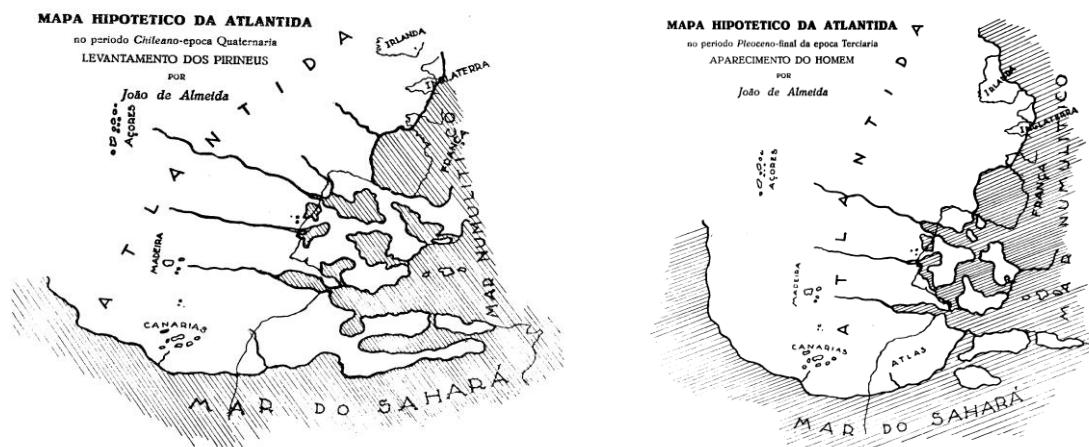 MAPA HIPOTETICO DA ATLANTIDA
no periodo Chileano-epoca Quaternaria
LEVANTAMENTO DOS PIRINEUS
POR
João de Almeida
ATLANTIDA
IRLANDA
INGLATERRA
FRANÇA
AÇORES
MADEIRA
CANARIAS
MAR NUMULITICO
MAR DO SAHARÁ
MAPA HIPOTETICO DA ATLANTIDA
no periodo Pleoceno-final da epoca Terciaria
APARECIMENTO DO HOMEM
POR
João de Almeida
ATLANTIDA
IRLANDA
INGLATERRA
FRANÇA
AÇORES
MADEIRA
CANARIAS
ATLAS
MAR NUMULITICO
MAR DO SAHARÁ